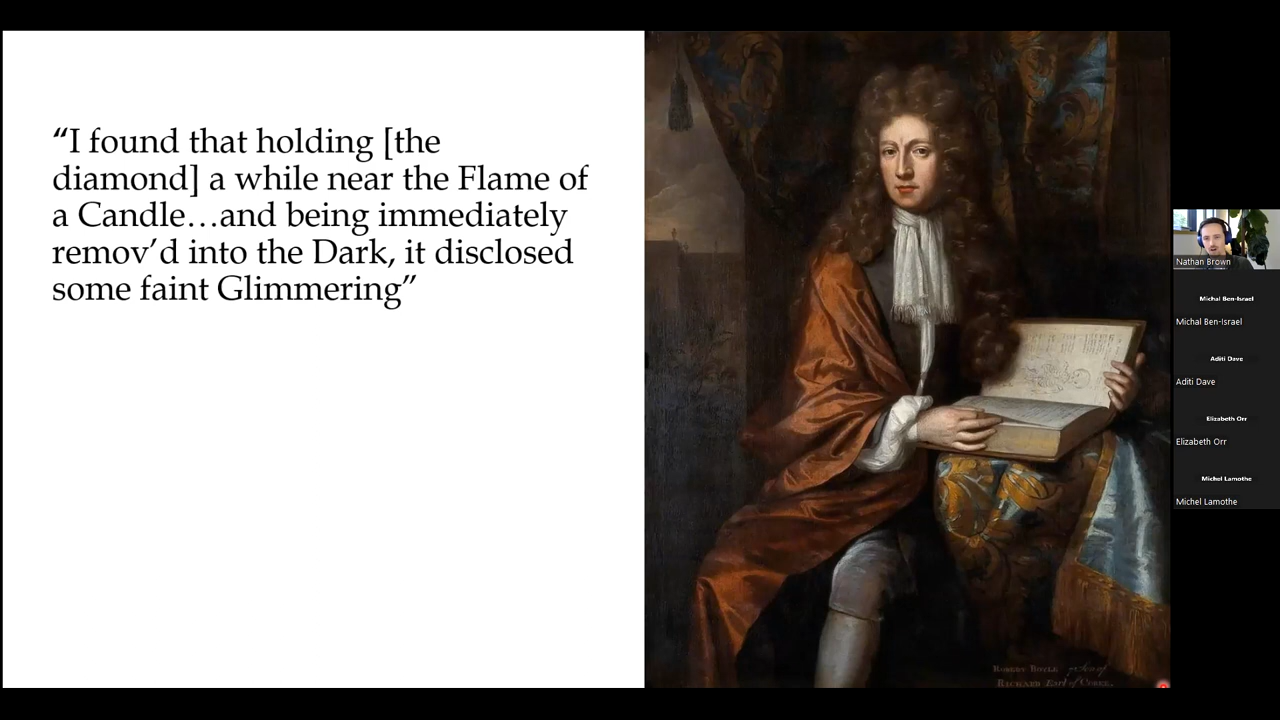 “I found that holding [the
diamond] a while near the Flame of
a Candle…and being immediately
remov’d into the Dark, it disclosed
some faint Glimmering”
ROBERT BOYLE
RICHARD Earl of CORKE.
Nathan Brown
Michal Ben-Israel
Michal Ben-Israel
Aditi Dave
Aditi Dave
Elizabeth Orr
Elizabeth Orr
Michel Lamothe
Michel Lamothe